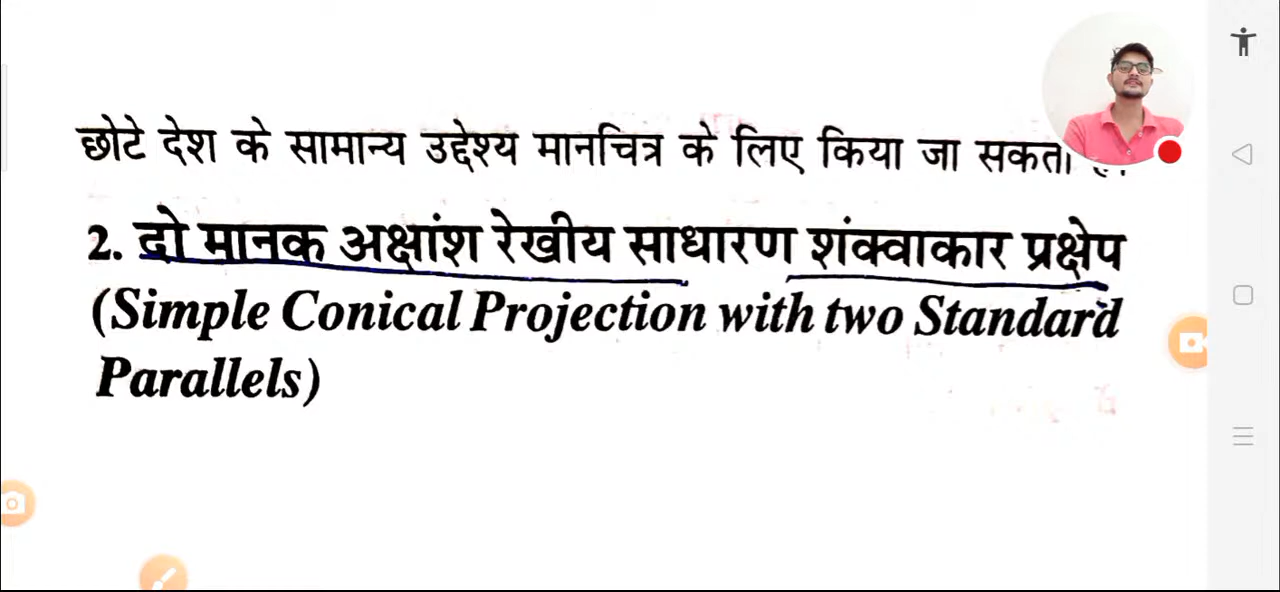 छोटे देश के सामान्य उद्देश्य मानचित्र के लिए किया जा सकता
2. दो मानक अक्षांश रेखीय साधारण शंक्वाकार प्रक्षेप
(Simple Conical Projection with two Standard
Parallels)